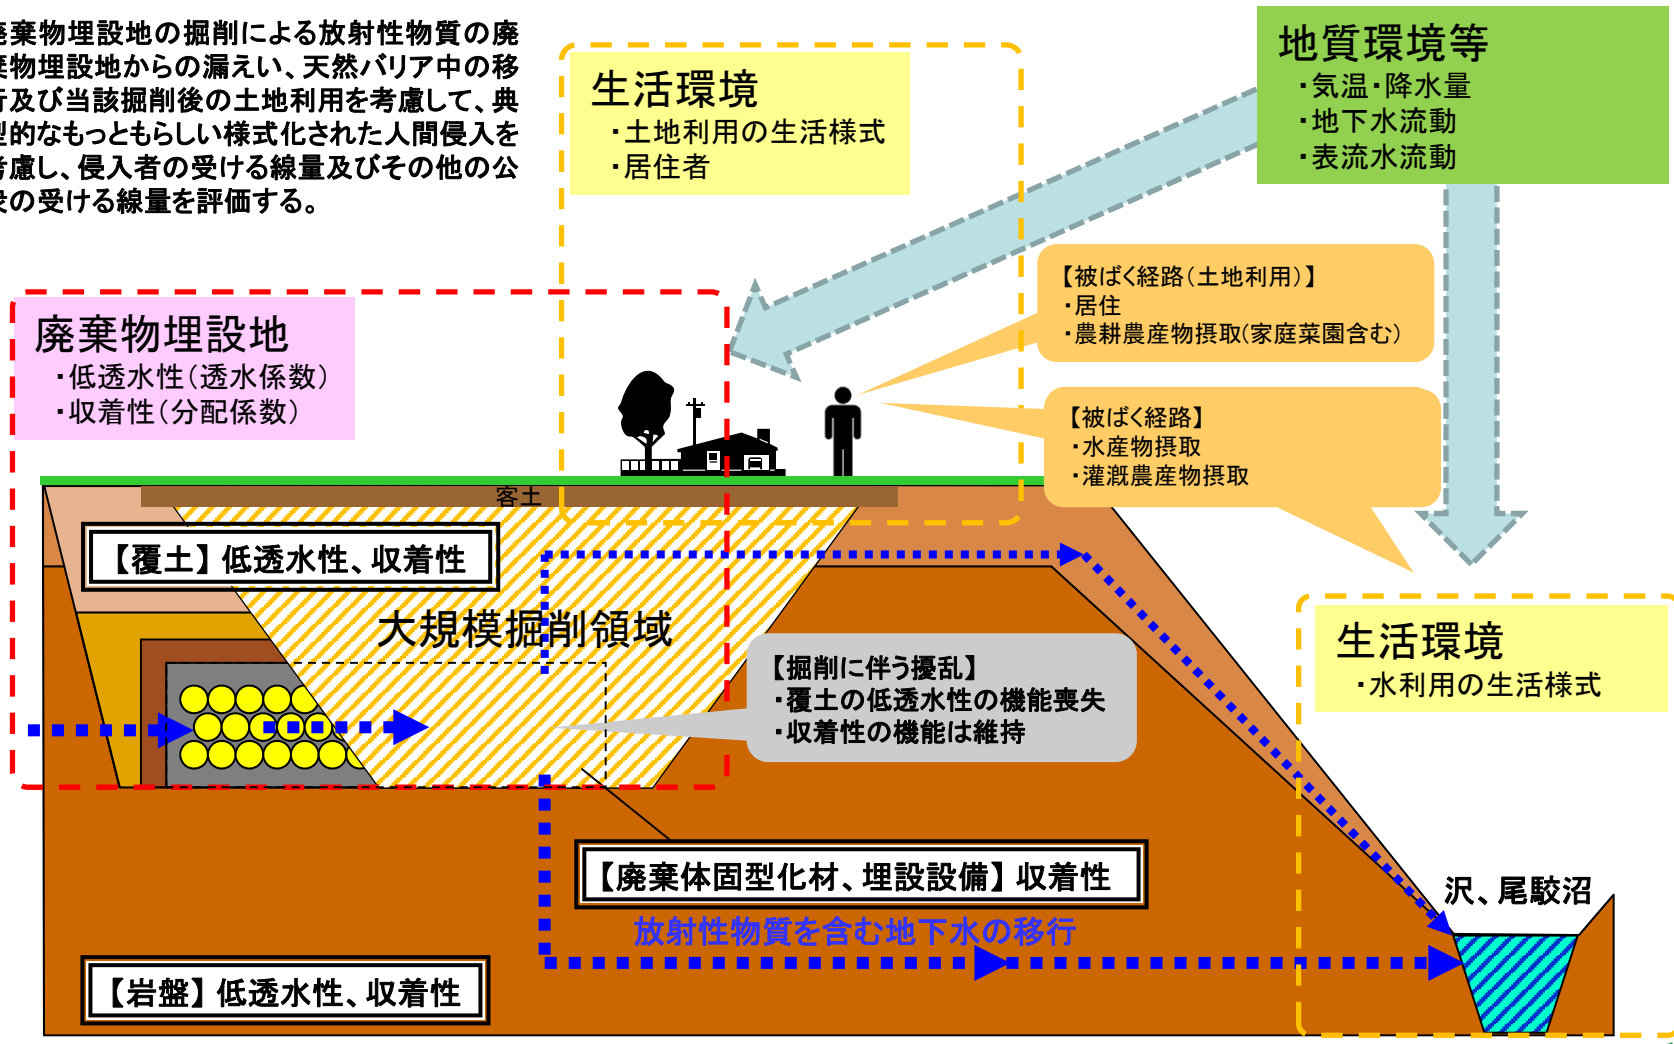 廃棄物埋設地の掘削による放射性物質の廃
棄物埋設地からの漏えい、天然バリア中の移
行及び当該掘削後の土地利用を考慮して、典
型的なもっともらしい様式化された人間侵入を
考慮し、侵入者の受ける線量及びその他の公
衆の受ける線量を評価する。
生活環境
・土地利用の生活様式
・居住者
地質環境等
・気温・降水量
・地下水流動
・表流水流動
【被ばく経路(土地利用)】
・居住
・農耕農産物摂取(家庭菜園含む)
廃棄物埋設地
・低透水性(透水係数)
・収着性(分配係数)
【被ばく経路】
・水産物摂取
・灌漑農産物摂取
客土
【覆土】低透水性、収着性
大規模掘削領域
【掘削に伴う擾乱】
・覆土の低透水性の機能喪失
・収着性の機能は維持
生活環境
・水利用の生活様式
【廃棄体固型化材、埋設設備】収着性
沢、尾駮沼
放射性物質を含む地下水の移行
【岩盤】低透水性、収着性